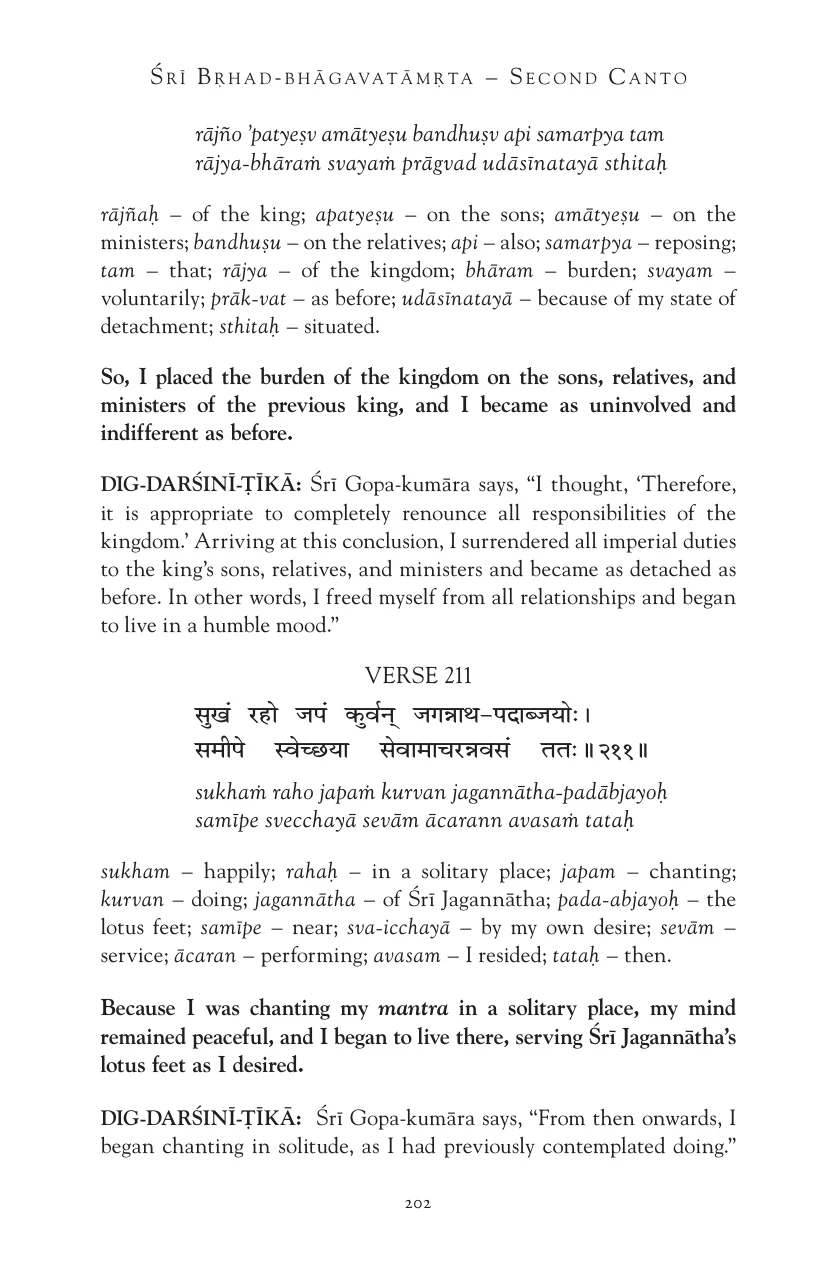 ŚRĪ BṚHAD-BHĀGAVATĀMṚTA – SECOND CANTO
rājño ’patyeṣv amātyeṣu bandhuṣv api samarpya tam
rājya-bhāraṁ svayaṁ prāgvad udāsīnatayā sthitaḥ
rājñaḥ – of the king; apatyeṣu – on the sons; amātyeṣu – on the
ministers; bandhuṣu – on the relatives; api – also; samarpya – reposing;
tam – that; rājya – of the kingdom; bhāram – burden; svayam –
voluntarily; prāk-vat – as before; udāsīnatayā – because of my state of
detachment; sthitaḥ – situated.
So, I placed the burden of the kingdom on the sons, relatives, and
ministers of the previous king, and I became as uninvolved and
indifferent as before.
DIG-DARŚINĪ-ṬĪKĀ: Śrī Gopa-kumāra says, “I thought, ‘Therefore,
it is appropriate to completely renounce all responsibilities of the
kingdom.’ Arriving at this conclusion, I surrendered all imperial duties
to the king’s sons, relatives, and ministers and became as detached as
before. In other words, I freed myself from all relationships and began
to live in a humble mood.”
VERSE 211
सुखं रहो जपं कुर्वन् जगन्नाथ-पदाब्जयोः।
समीपे स्वेच्छया सेवामाचरन्नवसं ततः॥२११॥
sukhaṁ raho japaṁ kurvan jagannātha-padābjayoḥ
samīpe svecchayā sevām ācarann avasaṁ tataḥ
sukham – happily; rahaḥ – in a solitary place; japam – chanting;
kurvan – doing; jagannātha – of Śrī Jagannātha; pada-abjayoḥ – the
lotus feet; samīpe – near; sva-icchayā – by my own desire; sevām –
service; ācaran – performing; avasam – I resided; tataḥ – then.
Because I was chanting my mantra in a solitary place, my mind
remained peaceful, and I began to live there, serving Śrī Jagannātha’s
lotus feet as I desired.
DIG-DARŚINĪ-ṬĪKĀ: Śrī Gopa-kumāra says, “From then onwards, I
began chanting in solitude, as I had previously contemplated doing.”
202